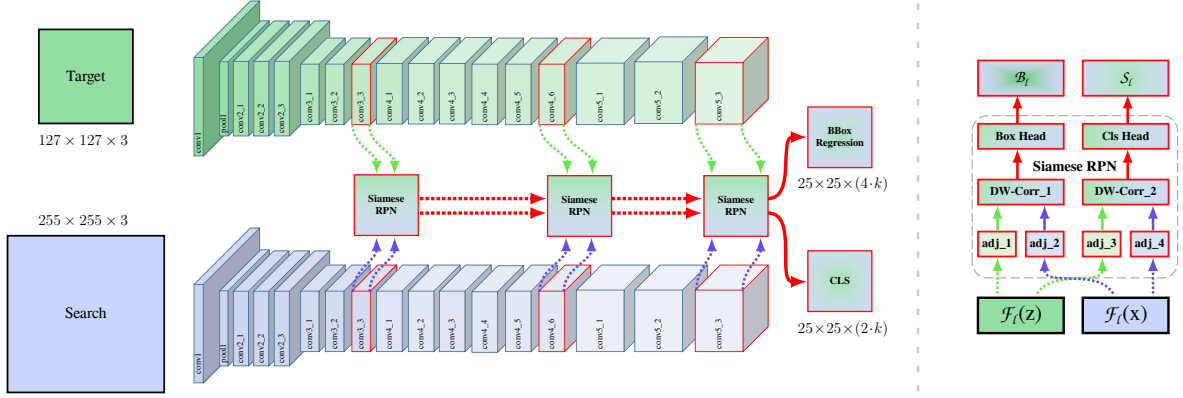 Target
127 × 127 × 3
conv1
pool1
conv2_1
conv2_2
conv2_3
conv3_1
conv3_2
conv3_3
conv4_1
conv4_2
conv4_3
conv4_4
conv4_5
conv4_6
conv5_1
conv5_2
conv5_3
BBox
Regression
25×25×(4·k)
Siamese
RPN
Siamese
RPN
Siamese
RPN
255 × 255 × 3
Search
conv1
pool1
conv2_1
conv2_2
conv2_3
conv3_1
conv3_2
conv3_3
conv4_1
conv4_2
conv4_3
conv4_4
conv4_5
conv4_6
conv5_1
conv5_2
conv5_3
CLS
25×25×(2·k)
ℬ_ℓ
𝒮_ℓ
Box Head
Cls Head
Siamese RPN
DW-Corr_1
DW-Corr_2
adj_1
adj_2
adj_3
adj_4
ℱ_ℓ(z)
ℱ_ℓ(x)